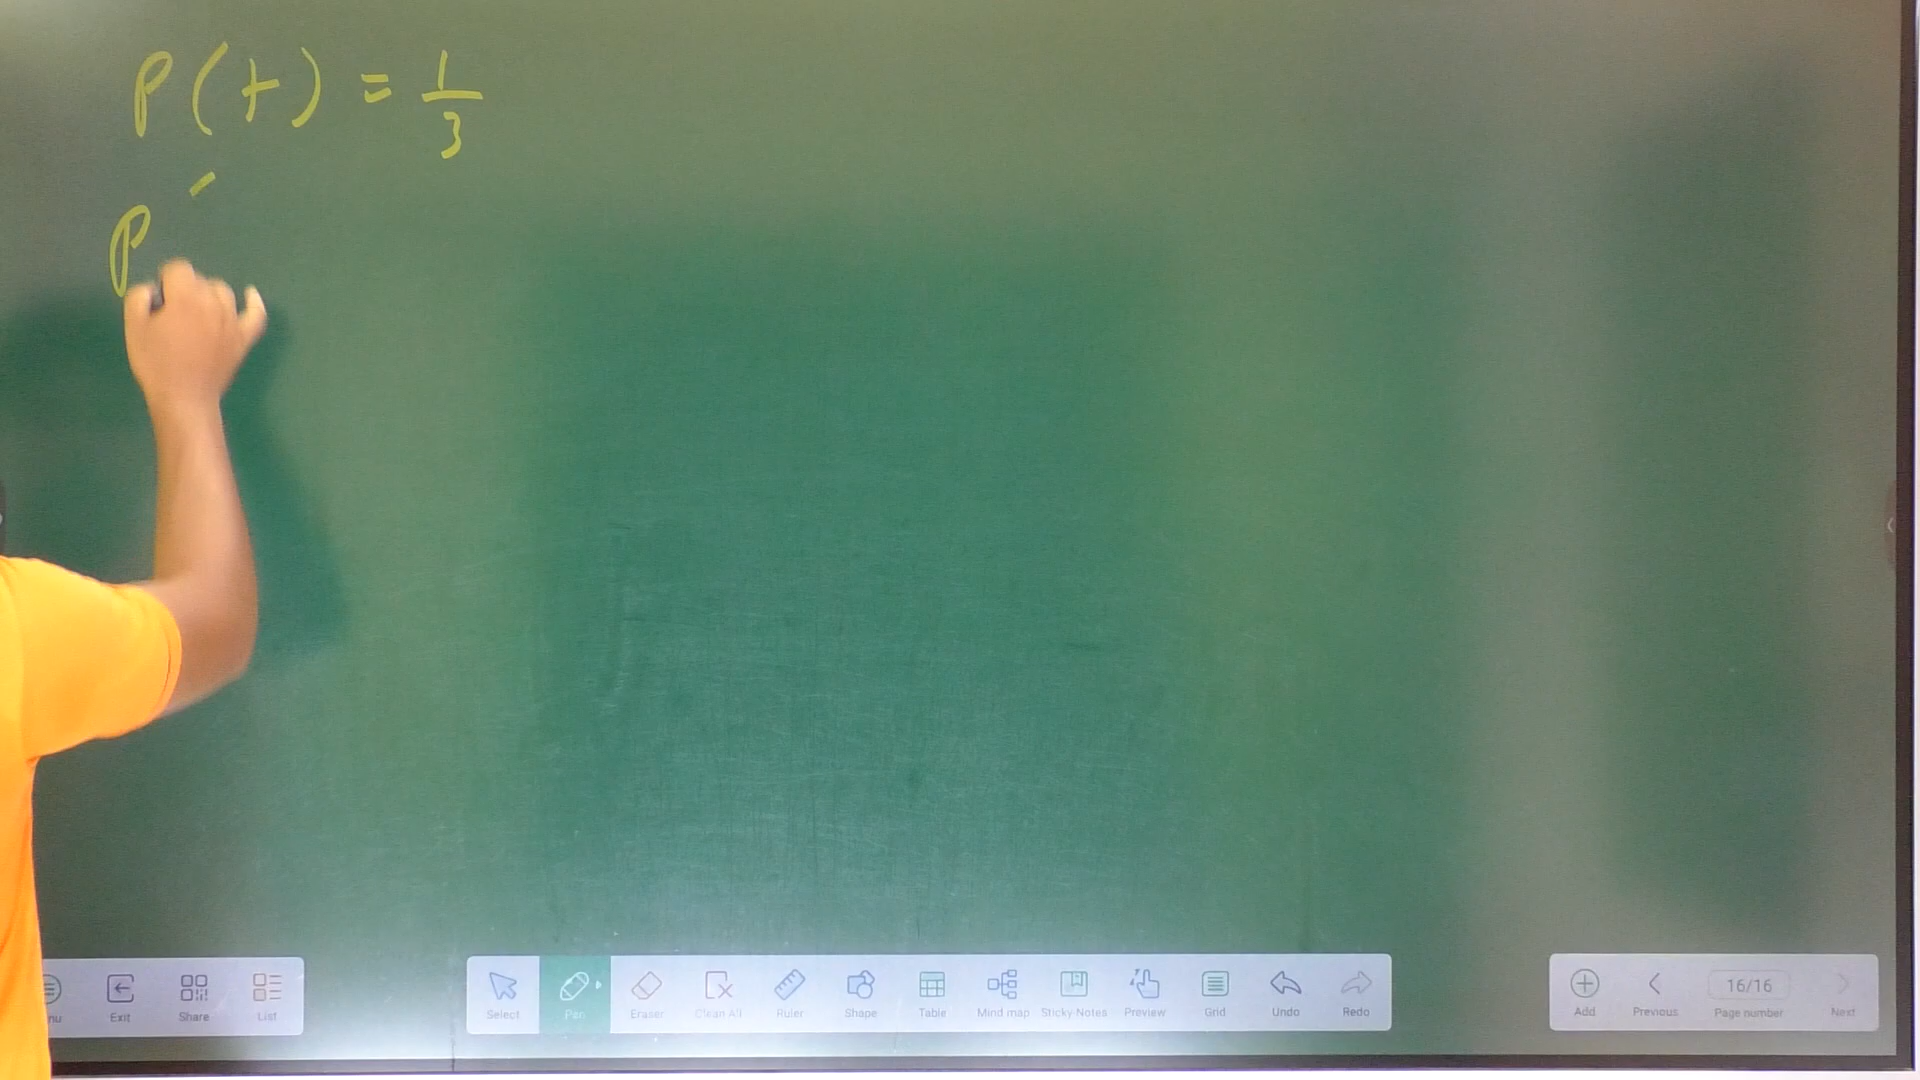 P(+) = 1/3
P
nu Exit Share List
Select Pen Eraser Clean All Ruler Shape Table Mind map Sticky Notes Preview Grid Undo Redo
Add Previous 16/16 Page number Next